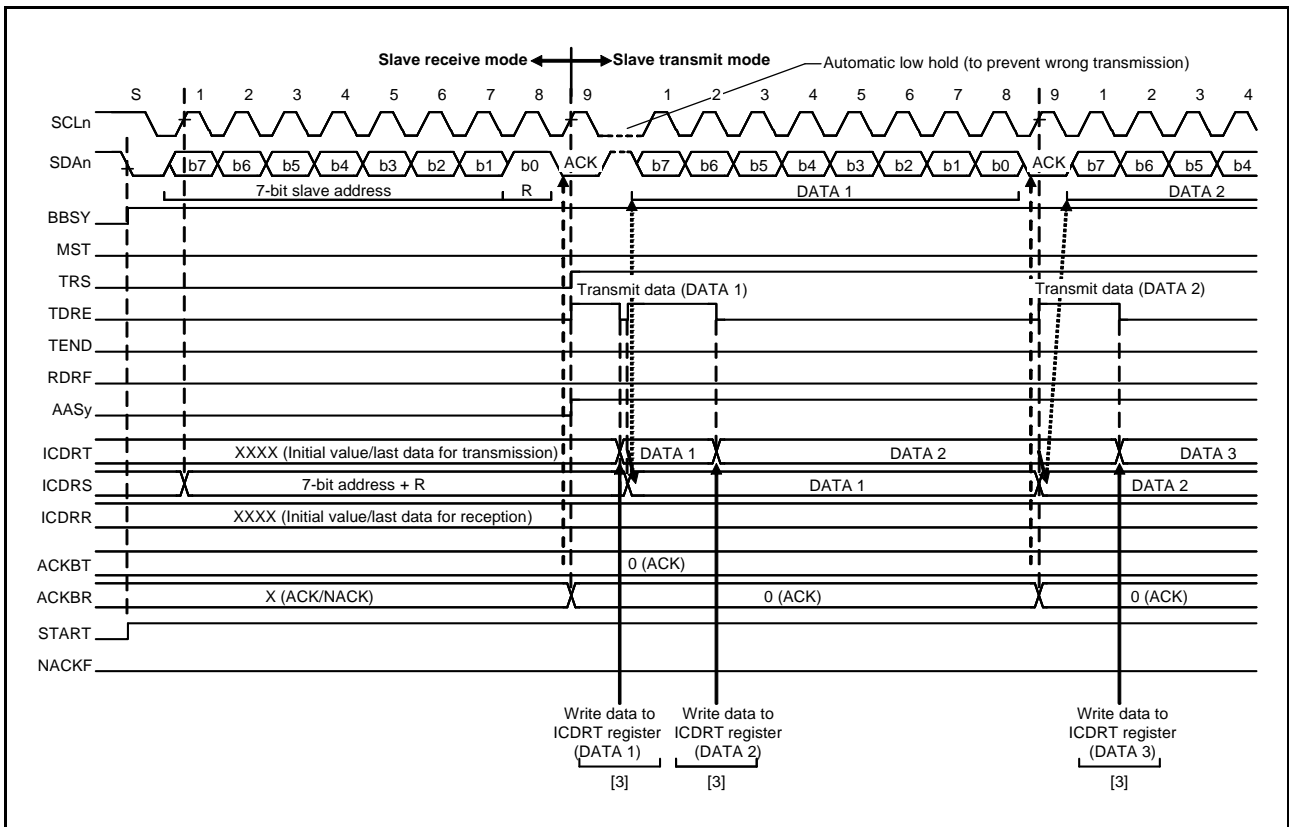 Slave receive mode Slave transmit mode
Automatic low hold (to prevent wrong transmission)
S 1 2 3 4 5 6 7 8 9 1 2 3 4 5 6 7 8 9 1 2 3 4
SCLn
SDAn b7 b6 b5 b4 b3 b2 b1 b0 ACK b7 b6 b5 b4 b3 b2 b1 b0 ACK b7 b6 b5 b4
7-bit slave address R DATA 1 DATA 2
BBSY
MST
TRS
Transmit data (DATA 1) Transmit data (DATA 2)
TDRE
TEND
RDRF
AASy
ICDRT XXXX (Initial value/last data for transmission) DATA 1 DATA 2 DATA 3
ICDRS 7-bit address + R DATA 1 DATA 2
ICDRR XXXX (Initial value/last data for reception)
ACKBT 0 (ACK)
ACKBR X (ACK/NACK) 0 (ACK) 0 (ACK)
START
NACKF
Write data to Write data to Write data to
ICDRT register ICDRT register ICDRT register
(DATA 1) (DATA 2) (DATA 3)
[3] [3] [3]